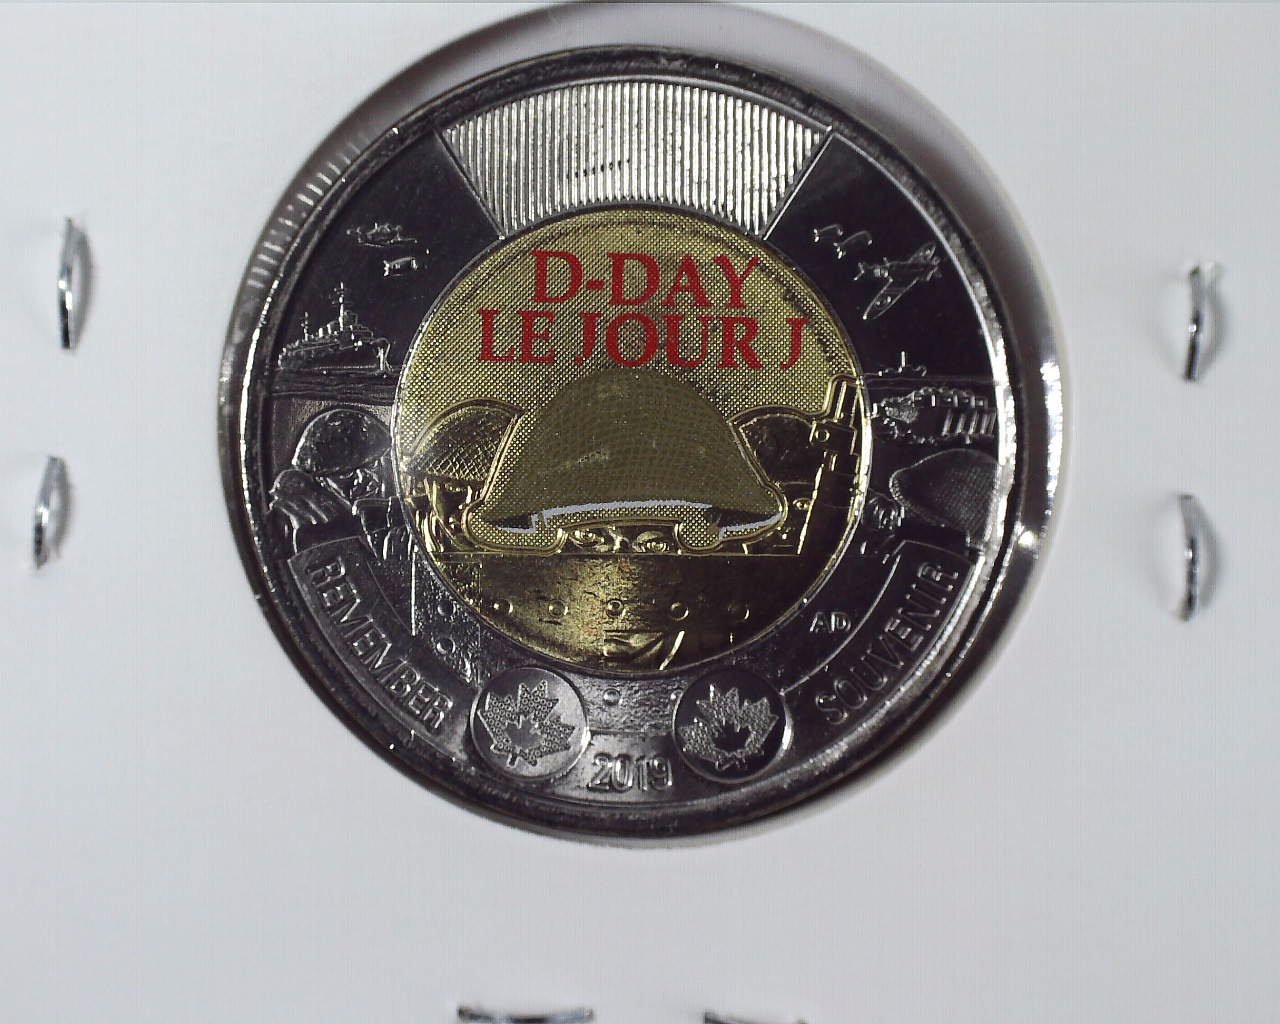 D-DAY
LE JOUR J
REMEMBER
AD
SOUVENIR
2019